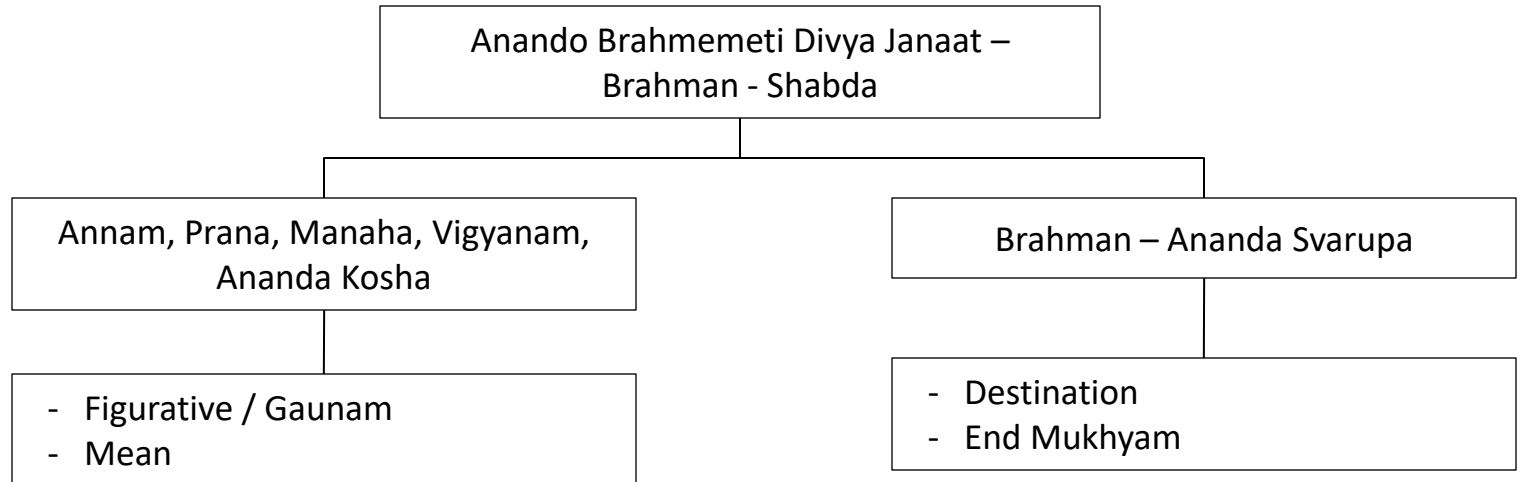 Anando Brahmemeti Divya Janaat –
Brahman - Shabda
Annam, Prana, Manaha, Vigyanam,
Ananda Kosha
Brahman – Ananda Svarupa
- Figurative / Gaunam
- Mean
- Destination
- End Mukhyam